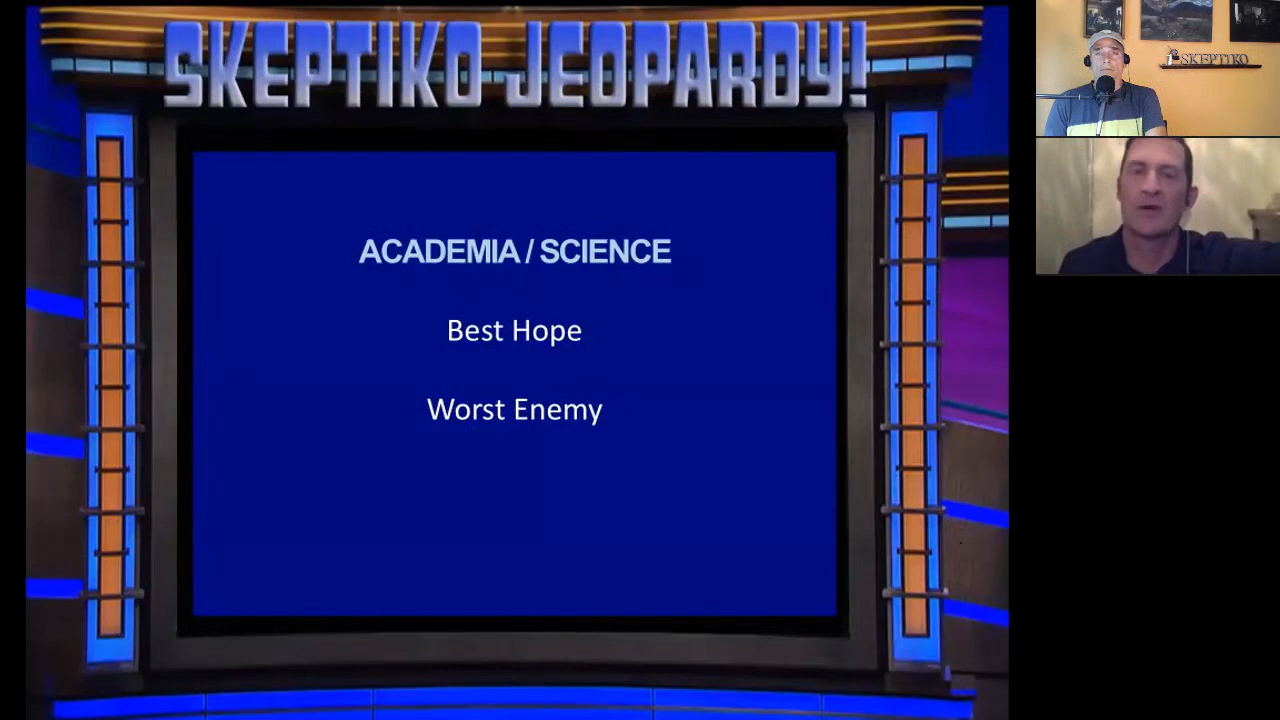 SKEPTIKO JEOPARDY!
SKEPTIKO
ACADEMIA / SCIENCE
Best Hope
Worst Enemy